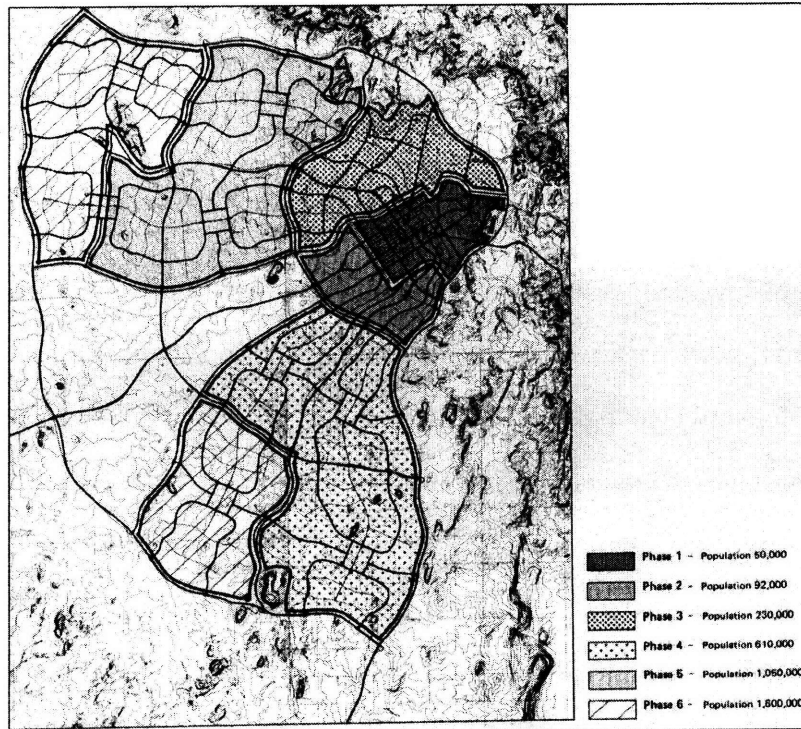 Phase 1 - Population 50,000
Phase 2 - Population 92,000
Phase 3 - Population 230,000
Phase 4 - Population 610,000
Phase 5 - Population 1,060,000
Phase 6 - Population 1,600,000